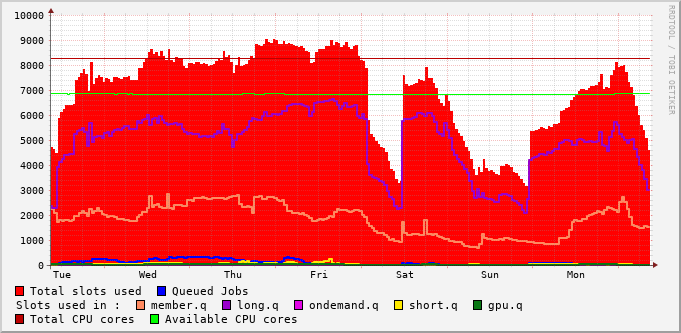 10000
9000
8000
7000
6000
5000
4000
3000
2000
1000
0
Tue Wed Thu Fri Sat Sun Mon
RRDTOOL / TOBI OETIKER
Total slots used Queued Jobs
Slots used in : member.q long.q ondemand.q short.q gpu.q
Total CPU cores Available CPU cores